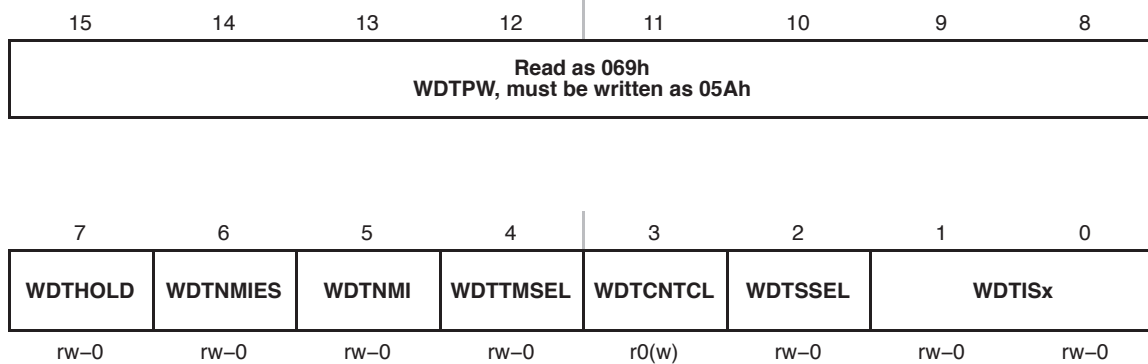 15 14 13 12 11 10 9 8
Read as 069h
WDTPW, must be written as 05Ah
7 6 5 4 3 2 1 0
WDTHOLD WDTNMIES WDTNMI WDTTMSEL WDTCNTCL WDTSSEL WDTISx
rw−0 rw−0 rw−0 rw−0 r0(w) rw−0 rw−0 rw−0